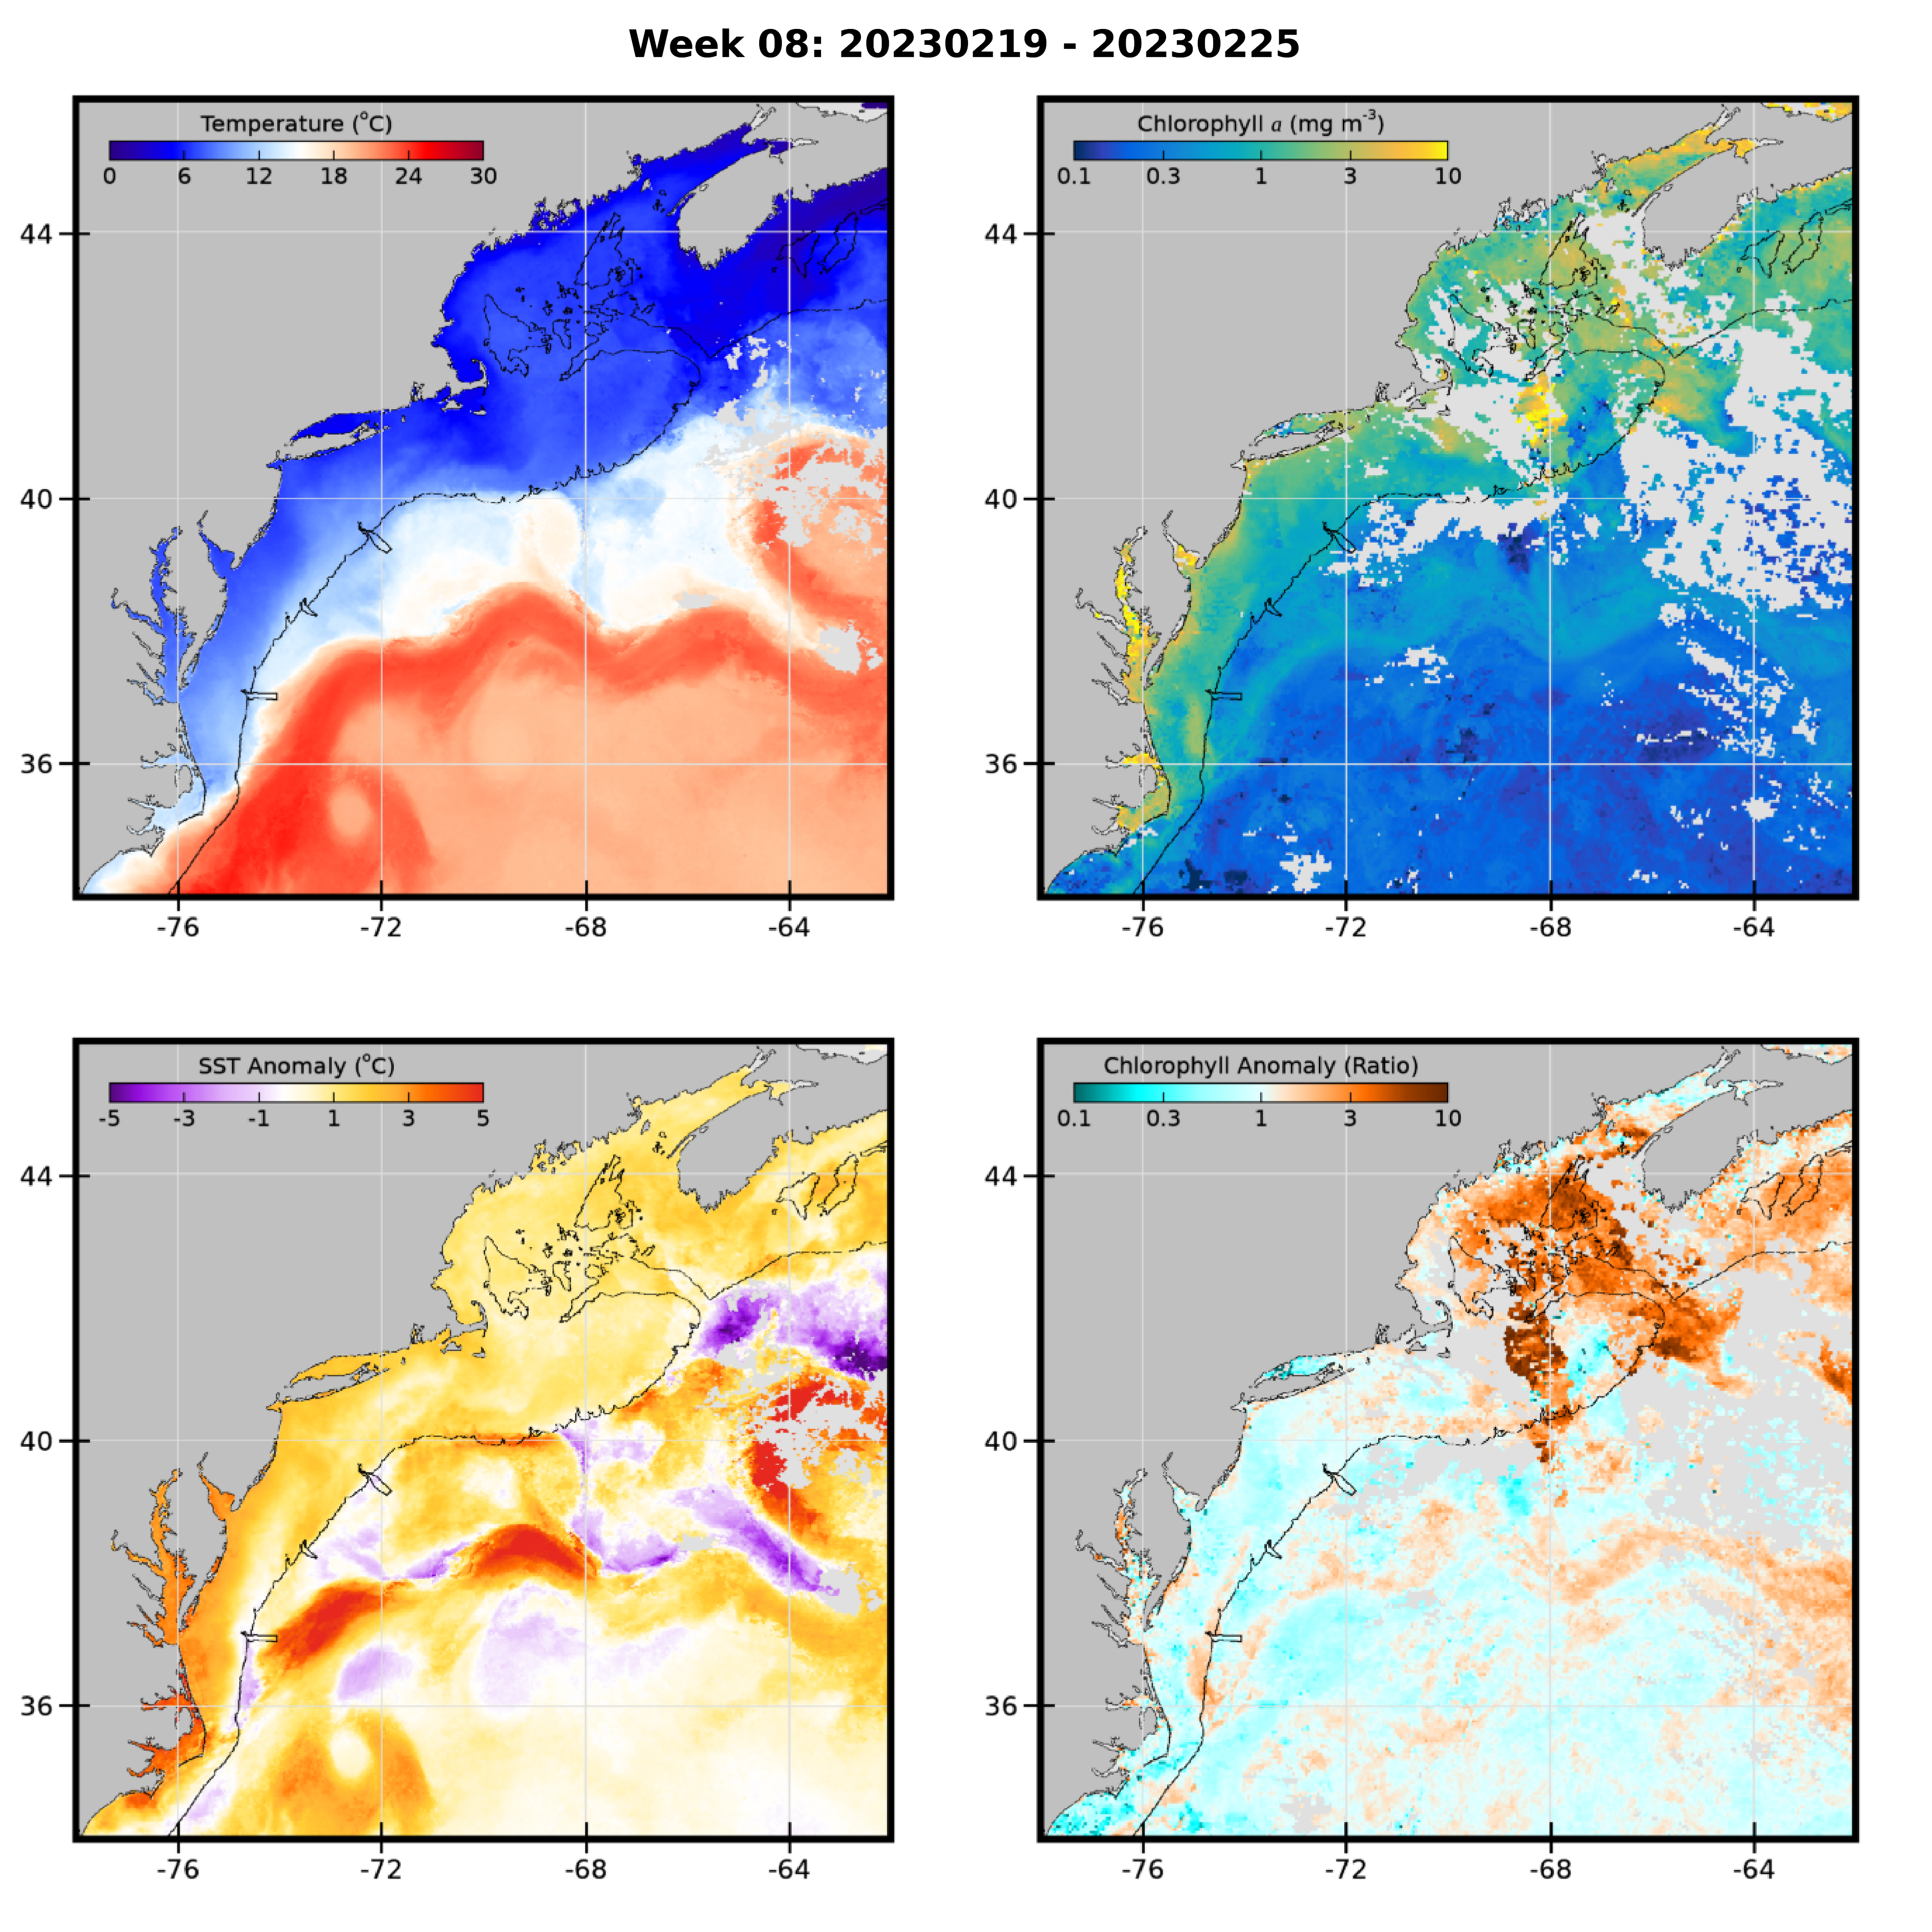 Week 08: 20230219 - 20230225
Temperature (°C)
0 6 12 18 24 30
44
40
36
-76 -72 -68 -64
Chlorophyll a (mg m⁻³)
0.1 0.3 1 3 10
44
40
36
-76 -72 -68 -64
SST Anomaly (°C)
-5 -3 -1 1 3 5
44
40
36
-76 -72 -68 -64
Chlorophyll Anomaly (Ratio)
0.1 0.3 1 3 10
44
40
36
-76 -72 -68 -64